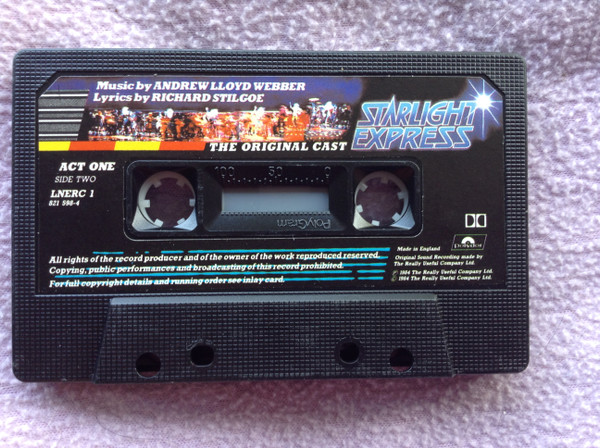 Music by ANDREW LLOYD WEBBER
Lyrics by RICHARD STILGOE
STARLIGHT
EXPRESS
THE ORIGINAL CAST
ACT ONE
SIDE TWO
LNERC 1
821 598-4
100 50 0
PolyGram
Made in England
Original Sound Recording made by
The Really Useful Company Ltd.
℗ 1984 The Really Useful Company Ltd.
© 1984 The Really Useful Company Ltd.
All rights of the record producer and of the owner of the work reproduced reserved.
Copying, public performances and broadcasting of this record prohibited.
For full copyright details and running order see inlay card.